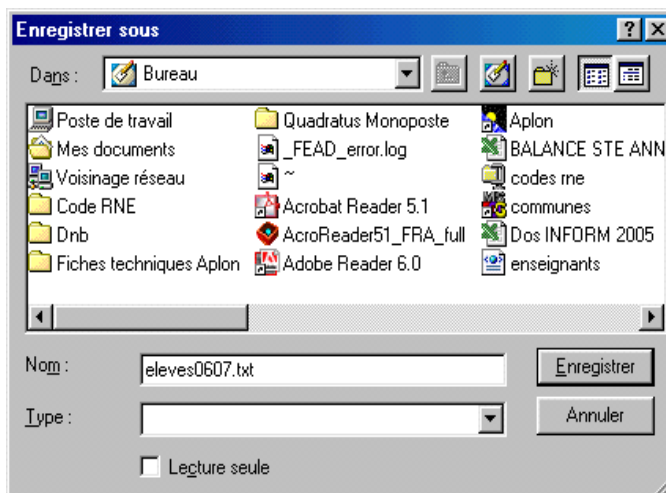 Enregistrer sous
Dans : Bureau
Poste de travail
Mes documents
Voisinage réseau
Code RNE
Dnb
Fiches techniques Aplon
Quadratus Monoposte
_FEAD_error.log
~
Acrobat Reader 5.1
AcroReader51_FRA_full
Adobe Reader 6.0
Aplon
BALANCE STE ANN
codes rne
communes
Dos INFORM 2005
enseignants
Nom : eleves0607.txt
Enregistrer
Type :
Annuler
Lecture seule